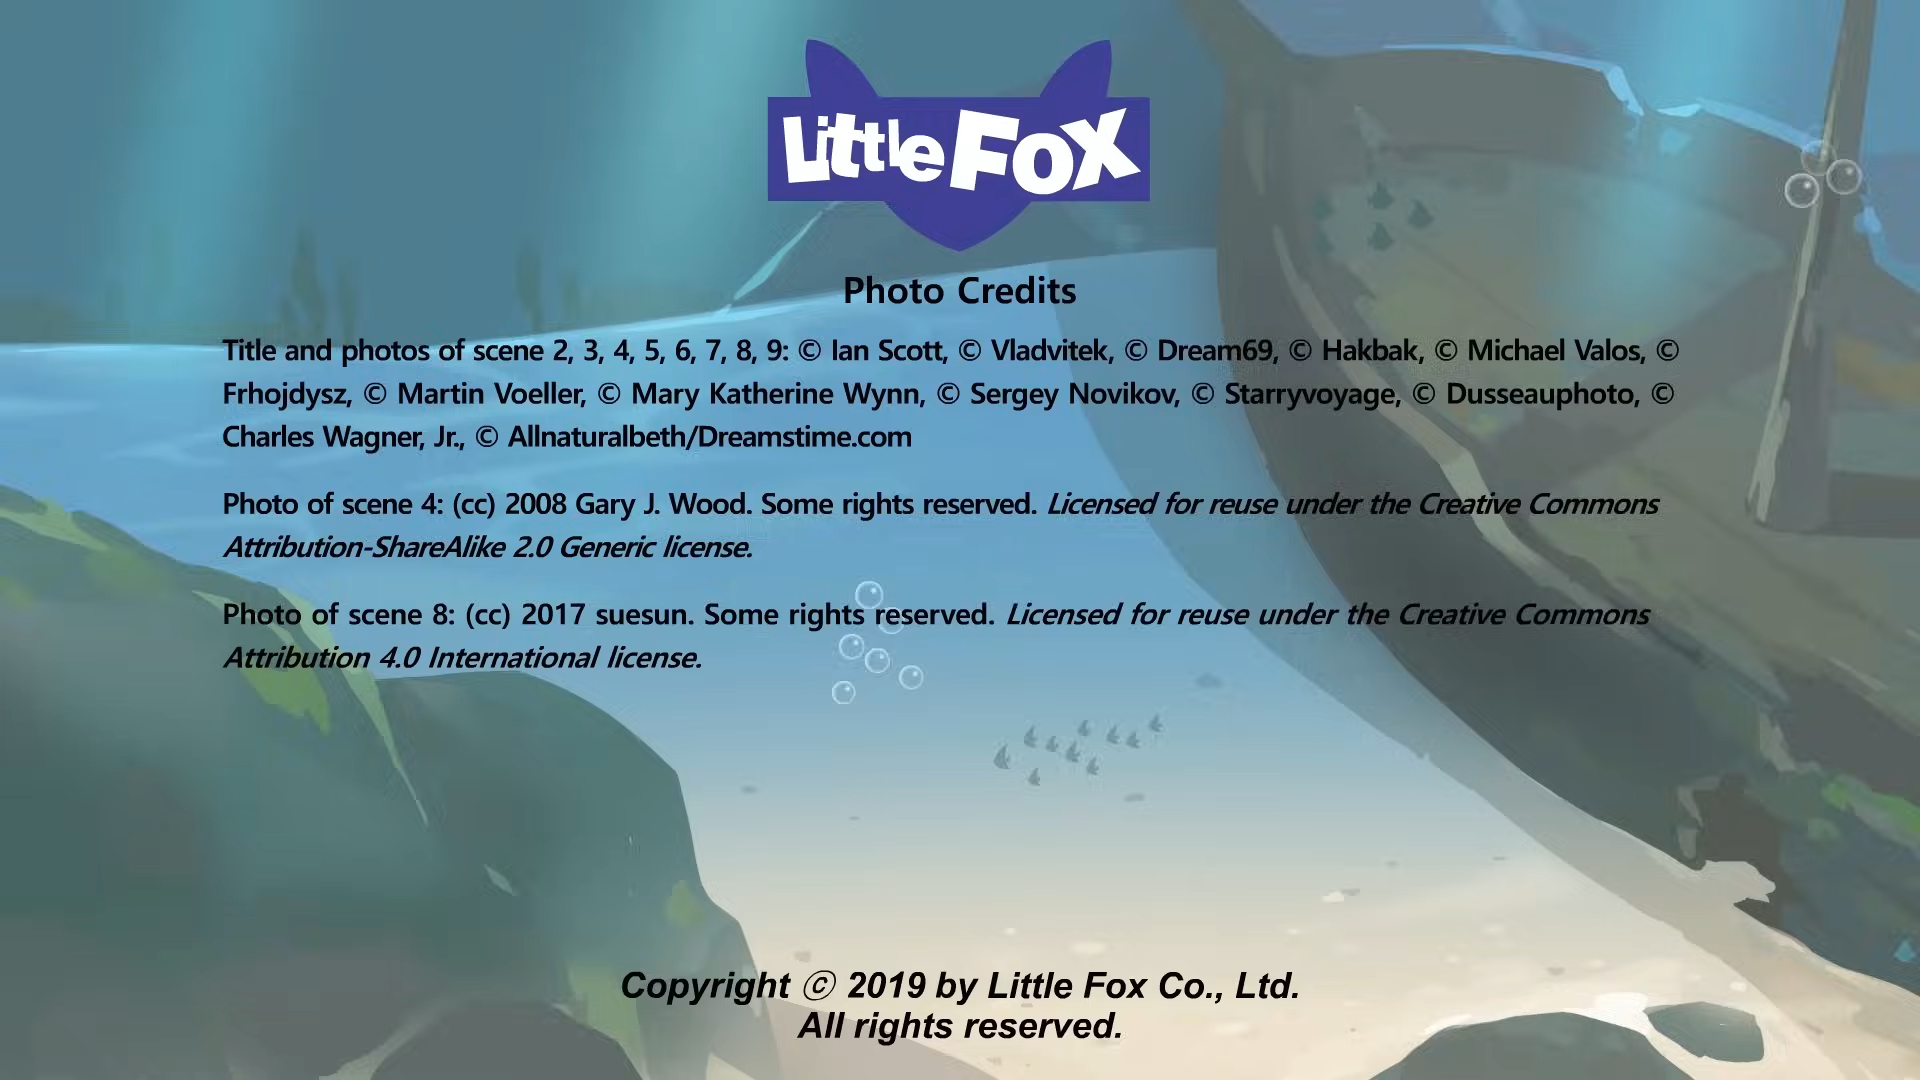 Little Fox
Photo Credits
Title and photos of scene 2, 3, 4, 5, 6, 7, 8, 9: © Ian Scott, © Vladvitek, © Dream69, © Hakbak, © Michael Valos, ©
Frhojdysz, © Martin Voeller, © Mary Katherine Wynn, © Sergey Novikov, © Starryvoyage, © Dusseauphoto, ©
Charles Wagner, Jr., © Allnaturalbeth/Dreamstime.com
Photo of scene 4: (cc) 2008 Gary J. Wood. Some rights reserved. Licensed for reuse under the Creative Commons
Attribution-ShareAlike 2.0 Generic license.
Photo of scene 8: (cc) 2017 suesun. Some rights reserved. Licensed for reuse under the Creative Commons
Attribution 4.0 International license.
Copyright ⓒ 2019 by Little Fox Co., Ltd.
All rights reserved.